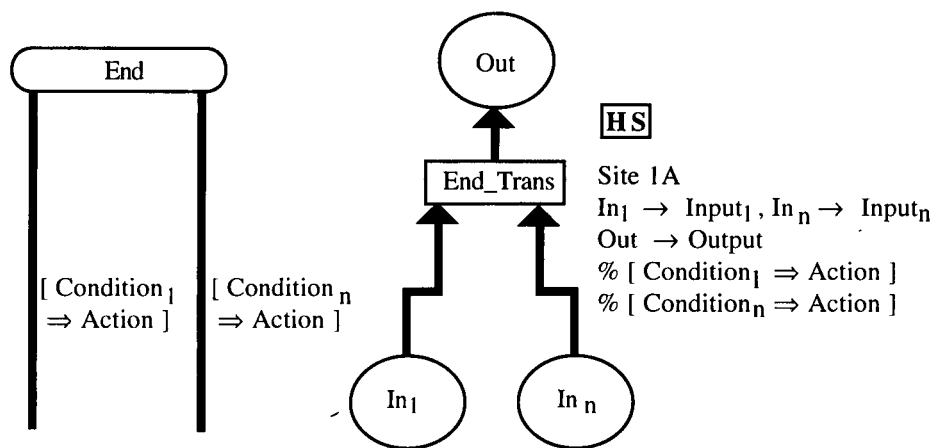 End
[ Condition₁
⇒ Action ]
[ Conditionₙ
⇒ Action ]
Out
End_Trans
In₁
In ₙ
HS
Site 1A
In₁ → Input₁ , Inₙ → Inputₙ
Out → Output
% [ Condition₁ ⇒ Action ]
% [ Conditionₙ ⇒ Action ]